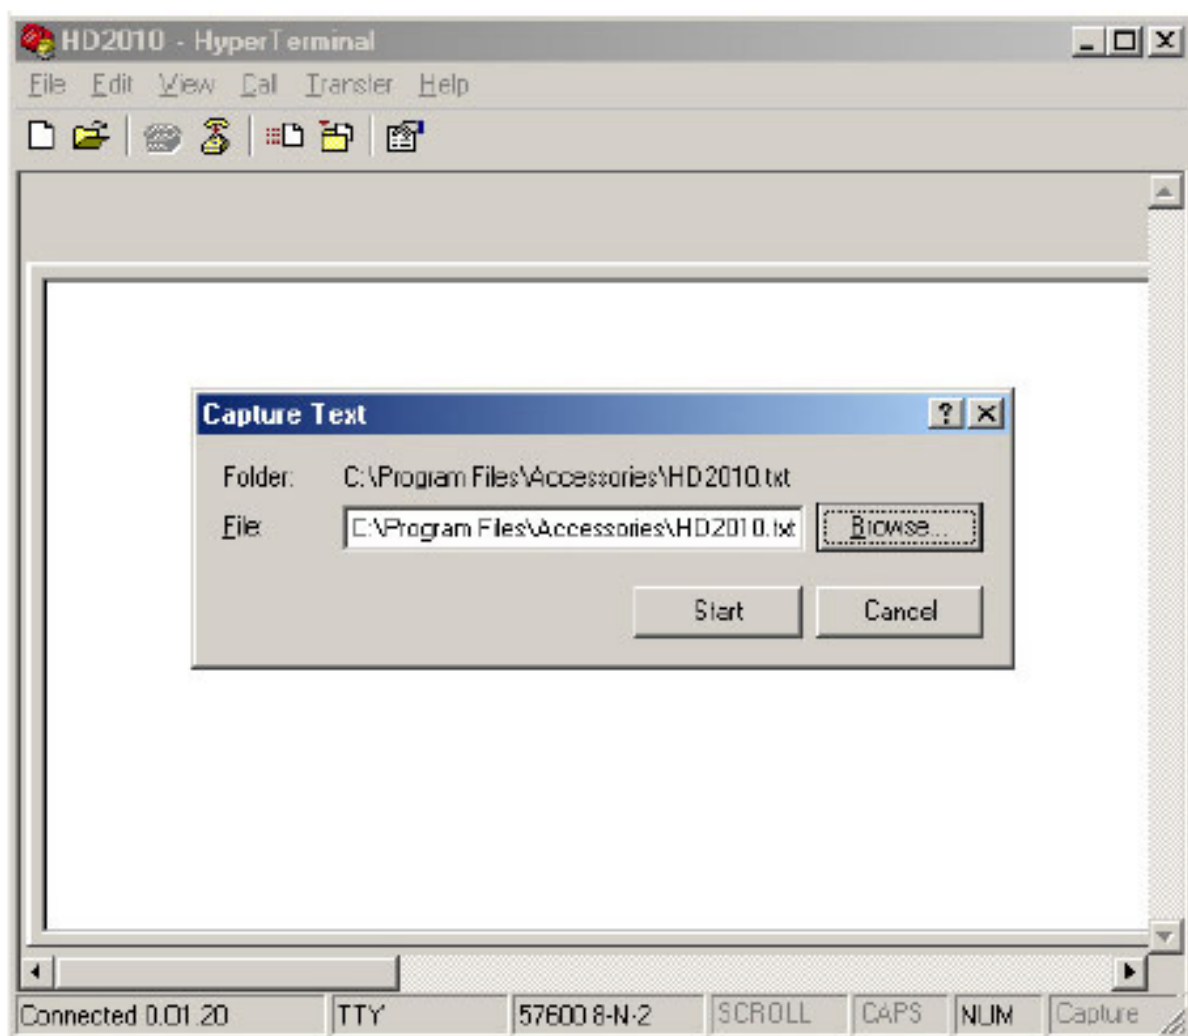 HD2010 - HyperTerminal
File Edit View Call Transfer Help
Capture Text
Folder: C:\Program Files\Accessories\HD2010.txt
File: C:\Program Files\Accessories\HD2010.txt Browse...
Start Cancel
Connected 0:01:20 TTY 57600 8-N-2 SCROLL CAPS NUM Capture